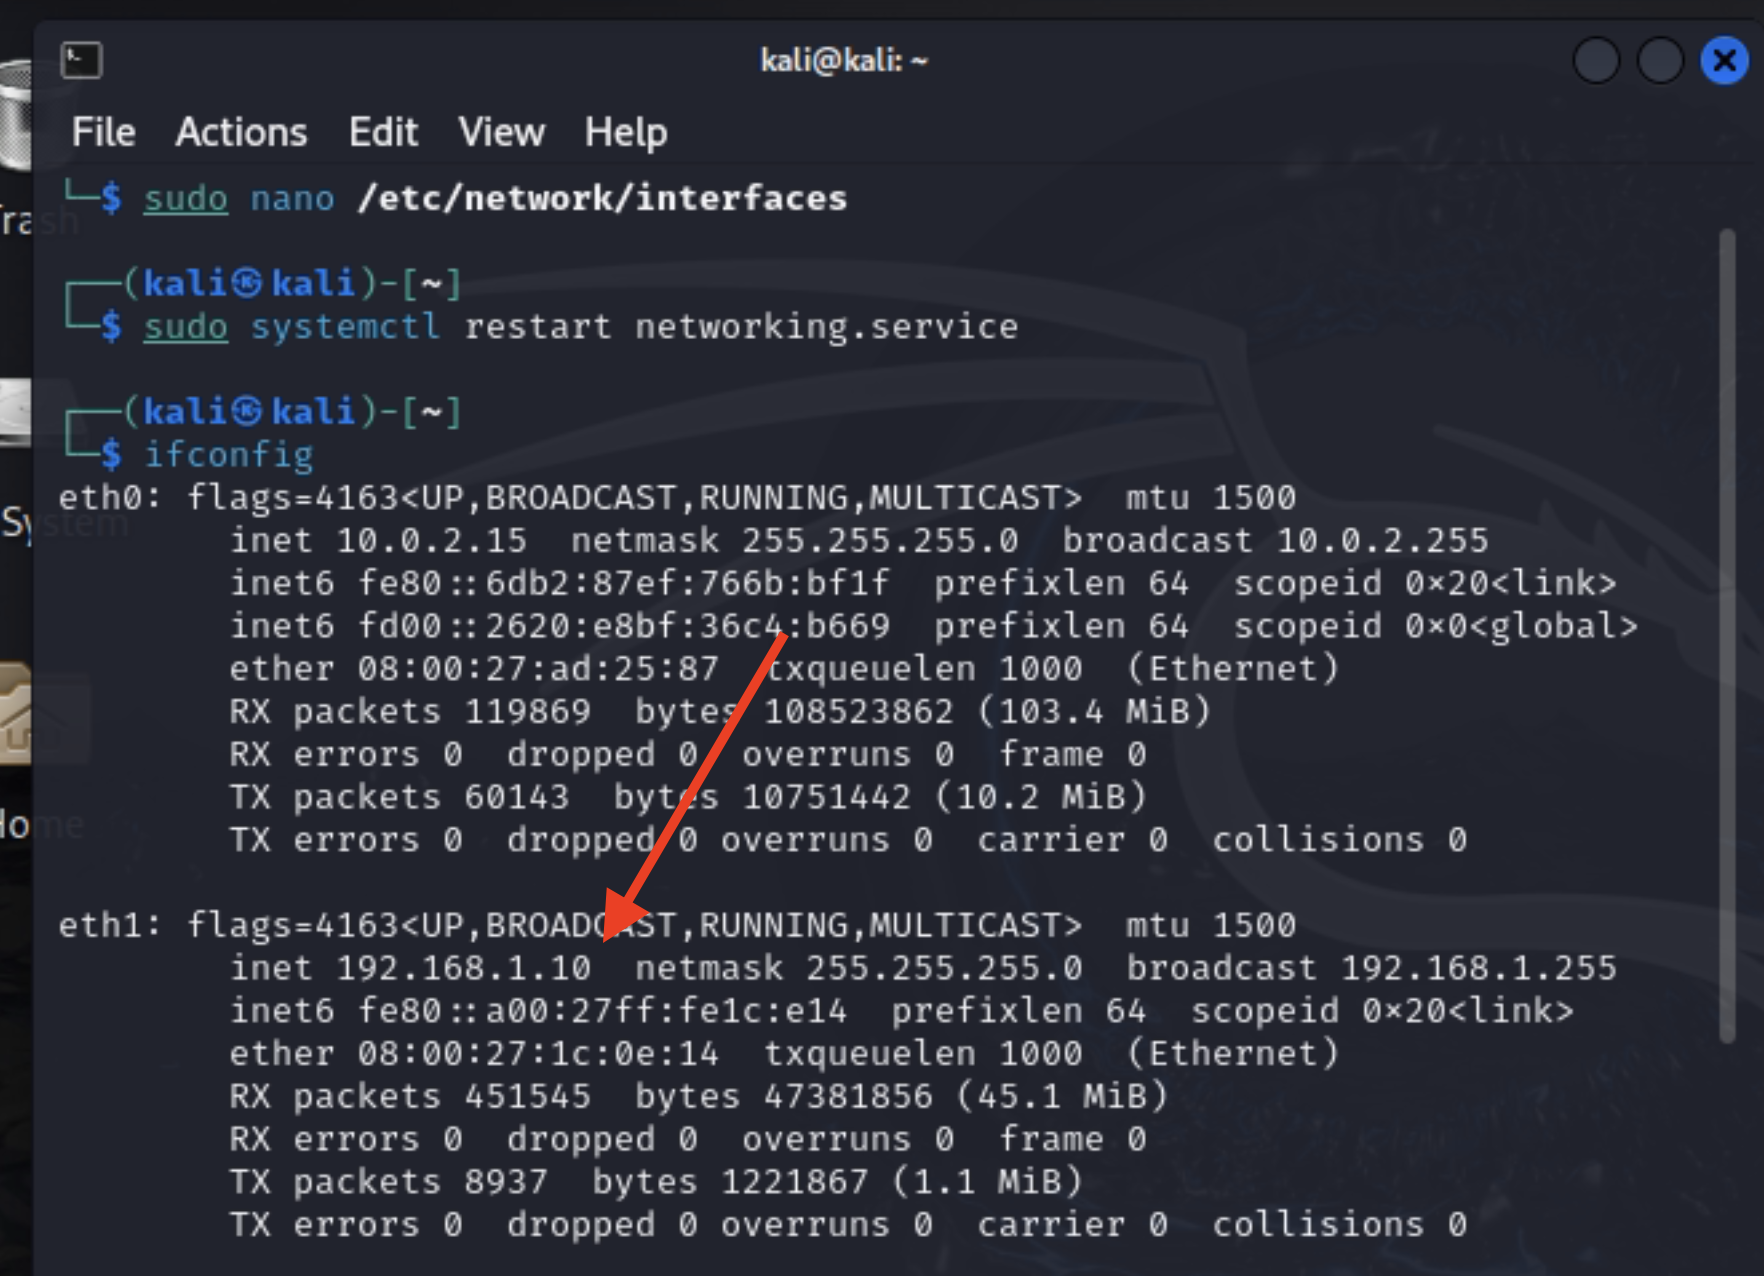 kali@kali: ~
File Actions Edit View Help
Trash
└─$ sudo nano /etc/network/interfaces
┌──(kali㉿kali)-[~]
└─$ sudo systemctl restart networking.service
┌──(kali㉿kali)-[~]
└─$ ifconfig
eth0: flags=4163<UP,BROADCAST,RUNNING,MULTICAST>  mtu 1500
inet 10.0.2.15  netmask 255.255.255.0  broadcast 10.0.2.255
System
inet6 fe80::6db2:87ef:766b:bf1f  prefixlen 64  scopeid 0×20<link>
inet6 fd00::2620:e8bf:36c4:b669  prefixlen 64  scopeid 0×0<global>
ether 08:00:27:ad:25:87  txqueuelen 1000  (Ethernet)
RX packets 119869  bytes 108523862 (103.4 MiB)
RX errors 0  dropped 0  overruns 0  frame 0
TX packets 60143  bytes 10751442 (10.2 MiB)
TX errors 0  dropped 0 overruns 0  carrier 0  collisions 0
Home
eth1: flags=4163<UP,BROADCAST,RUNNING,MULTICAST>  mtu 1500
inet 192.168.1.10  netmask 255.255.255.0  broadcast 192.168.1.255
inet6 fe80::a00:27ff:fe1c:e14  prefixlen 64  scopeid 0×20<link>
ether 08:00:27:1c:0e:14  txqueuelen 1000  (Ethernet)
RX packets 451545  bytes 47381856 (45.1 MiB)
RX errors 0  dropped 0  overruns 0  frame 0
TX packets 8937  bytes 1221867 (1.1 MiB)
TX errors 0  dropped 0 overruns 0  carrier 0  collisions 0